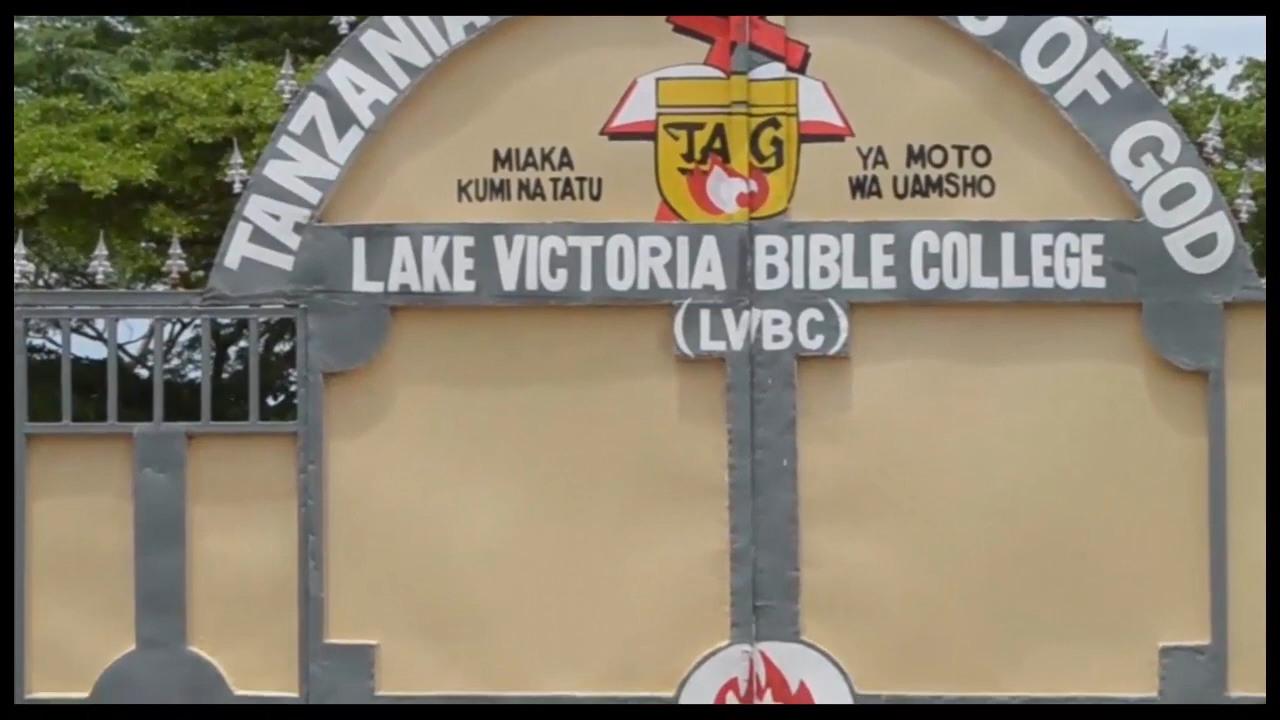 TANZANIA
OF GOD
TAG
MIAKA
KUMI NA TATU
YA MOTO
WA UAMSHO
LAKE VICTORIA BIBLE COLLEGE
(LVBC)